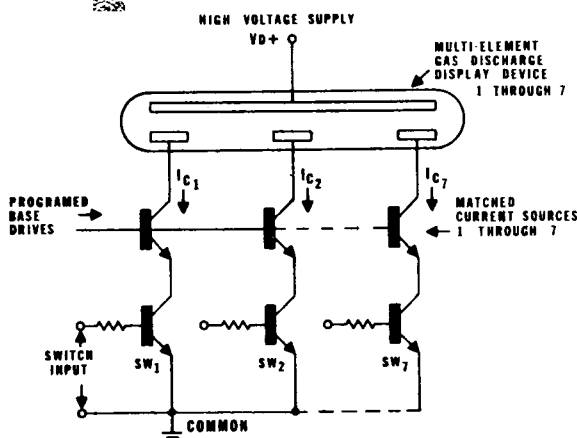 HIGH VOLTAGE SUPPLY
VD+
MULTI-ELEMENT
GAS DISCHARGE
DISPLAY DEVICE
1 THROUGH 7
IC1
IC2
IC7
PROGRAMED
BASE
DRIVES
MATCHED
CURRENT SOURCES
1 THROUGH 7
SWITCH
INPUT
SW1
SW2
SW7
COMMON